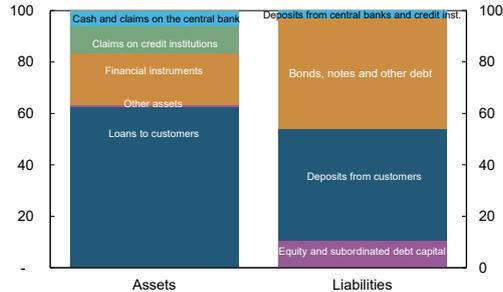 100
80
60
40
20
-
Cash and claims on the central bank
Claims on credit institutions
Financial instruments
Other assets
Loans to customers
Deposits from central banks and credit inst.
Bonds, notes and other debt
Deposits from customers
Equity and subordinated debt capital
100
80
60
40
20
0
Assets
Liabilities